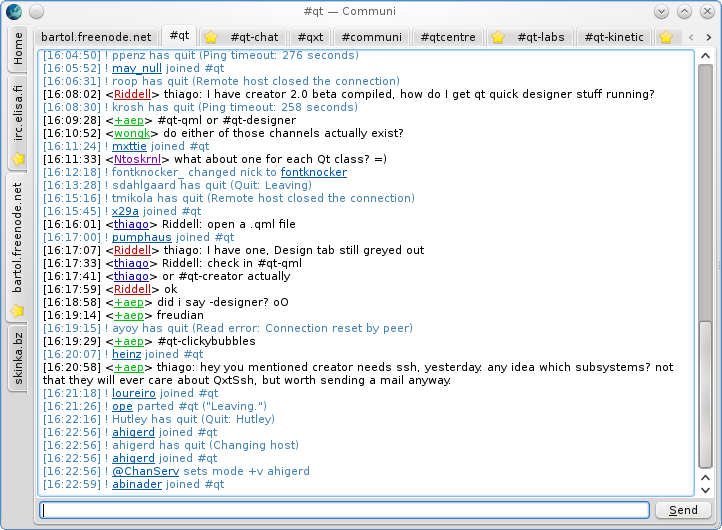 #qt — Communi
Home
irc.elisa.fi
bartol.freenode.net
skinka.bz
bartol.freenode.net #qt #qt-chat #qxt #communi #qtcentre #qt-labs #qt-kinetic
[16:04:50] ! ppenz has quit (Ping timeout: 276 seconds)
[16:05:52] ! may_null joined #qt
[16:06:31] ! roop has quit (Remote host closed the connection)
[16:08:02] <Riddell> thiago: I have creator 2.0 beta compiled, how do I get qt quick designer stuff running?
[16:08:30] ! krosh has quit (Ping timeout: 258 seconds)
[16:09:28] <+aep> #qt-qml or #qt-designer
[16:10:52] <wongk> do either of those channels actually exist?
[16:11:24] ! mxttie joined #qt
[16:11:33] <Ntoskrnl> what about one for each Qt class? =)
[16:12:18] ! fontknocker_ changed nick to fontknocker
[16:13:28] ! sdahlgaard has quit (Quit: Leaving)
[16:15:16] ! tmikola has quit (Remote host closed the connection)
[16:15:45] ! x29a joined #qt
[16:16:01] <thiago> Riddell: open a .qml file
[16:17:00] ! pumphaus joined #qt
[16:17:07] <Riddell> thiago: I have one, Design tab still greyed out
[16:17:33] <thiago> Riddell: check in #qt-qml
[16:17:41] <thiago> or #qt-creator actually
[16:17:59] <Riddell> ok
[16:18:58] <+aep> did i say -designer? oO
[16:19:14] <+aep> freudian
[16:19:15] ! ayoy has quit (Read error: Connection reset by peer)
[16:19:29] <+aep> #qt-clickybubbles
[16:20:07] ! heinz joined #qt
[16:20:58] <+aep> thiago: hey you mentioned creator needs ssh, yesterday. any idea which subsystems? not
that they will ever care about QxtSsh, but worth sending a mail anyway.
[16:21:18] ! loureiro joined #qt
[16:21:26] ! ope parted #qt ("Leaving.")
[16:22:16] ! Hutley has quit (Quit: Hutley)
[16:22:56] ! ahigerd joined #qt
[16:22:56] ! ahigerd has quit (Changing host)
[16:22:56] ! ahigerd joined #qt
[16:22:56] ! @ChanServ sets mode +v ahigerd
[16:22:59] ! abinader joined #qt
Send